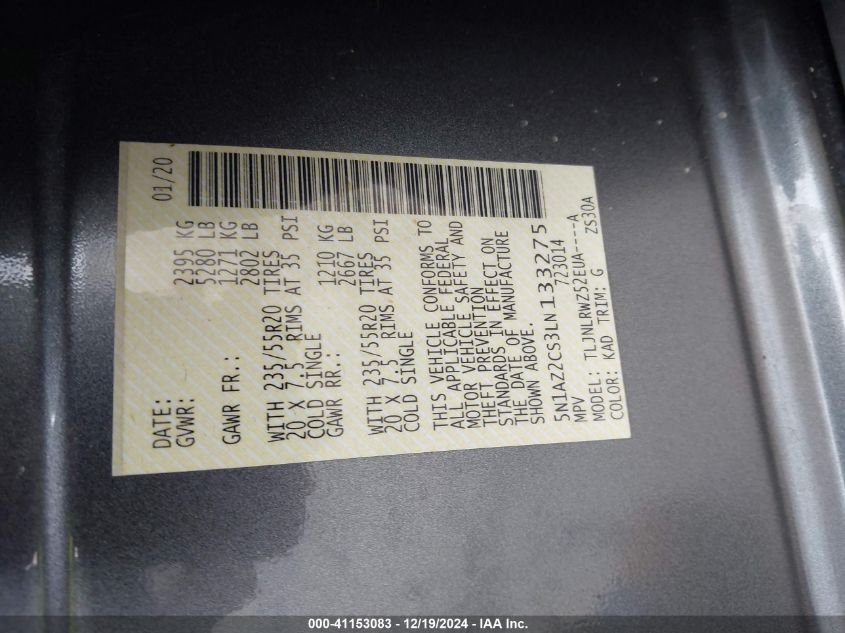 DATE: 01/20
GVWR: 2395 KG
5280 LB
GAWR FR.: 1271 KG
2802 LB
WITH 235/55R20 TIRES
20 X 7.5 RIMS AT 35 PSI
COLD SINGLE
GAWR RR.: 1210 KG
2667 LB
WITH 235/55R20 TIRES
20 X 7.5 RIMS AT 35 PSI
COLD SINGLE
THIS VEHICLE CONFORMS TO
ALL APPLICABLE FEDERAL
MOTOR VEHICLE SAFETY AND
THEFT PREVENTION
STANDARDS IN EFFECT ON
THE DATE OF MANUFACTURE
SHOWN ABOVE.
5N1AZ2CS3LN133275
MPV 723014
MODEL: TLJNLRWZ52EUA----A
COLOR: KAD TRIM: G ZS30A
000-41153083 - 12/19/2024 - IAA Inc.